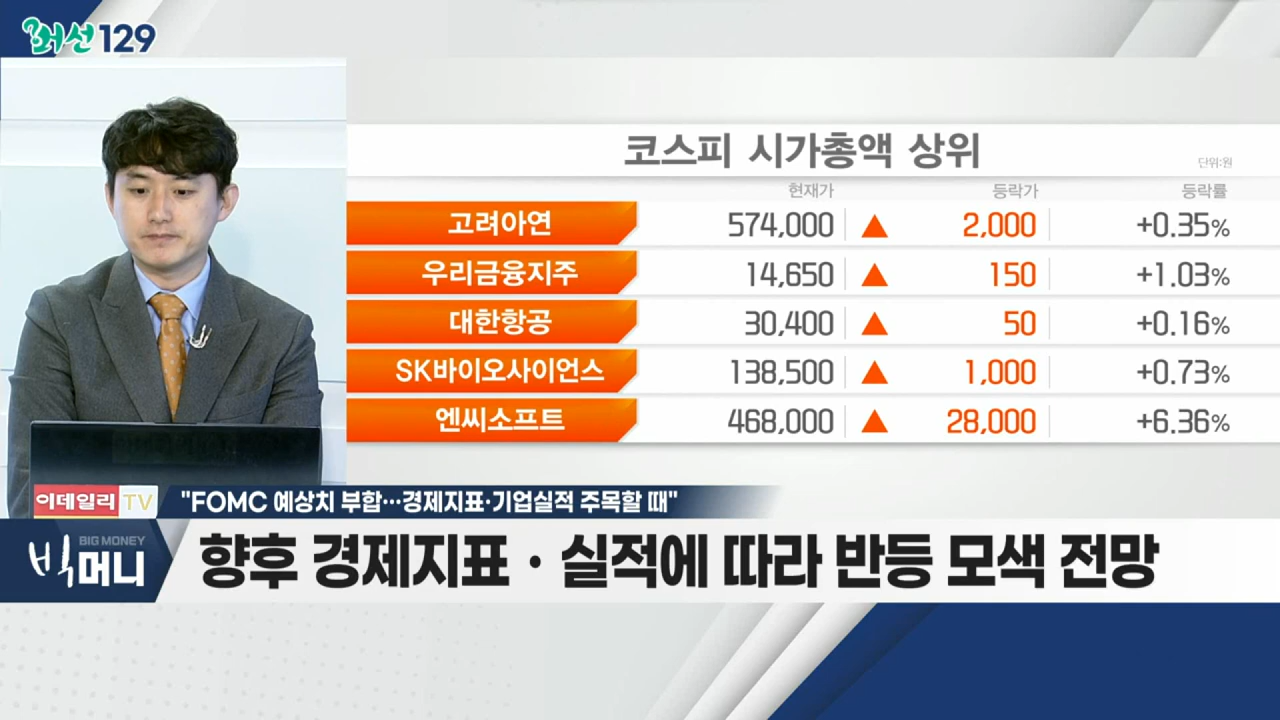 머선129
코스피 시가총액 상위
단위:원
현재가 등락가 등락률
고려아연 574,000 ▲ 2,000 +0.35%
우리금융지주 14,650 ▲ 150 +1.03%
대한항공 30,400 ▲ 50 +0.16%
SK바이오사이언스 138,500 ▲ 1,000 +0.73%
엔씨소프트 468,000 ▲ 28,000 +6.36%
이데일리TV "FOMC 예상치 부합…경제지표·기업실적 주목할 때"
BIG MONEY
빅머니 향후 경제지표·실적에 따라 반등 모색 전망